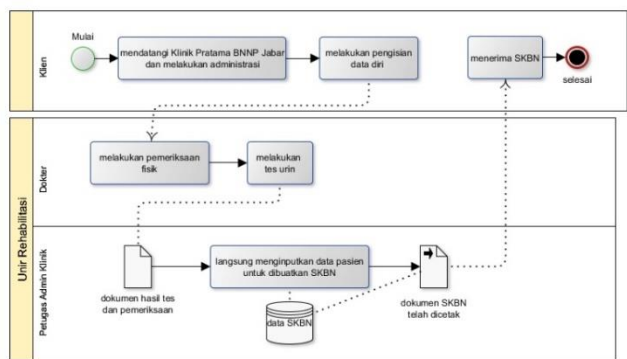 Klien
Mulai
mendatangi Klinik Pratama BNNP Jabar
dan melakukan administrasi
melakukan pengisian
data diri
menerima SKBN
selesai
Unir Rehabilitasi
Dokter
melakukan pemeriksaan
fisik
melakukan
tes urin
Petugas Admin Klinik
dokumen hasil tes
dan pemeriksaan
langsung menginputkan data pasien
untuk dibuatkan SKBN
data SKBN
dokumen SKBN
telah dicetak